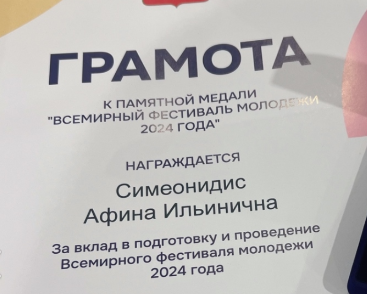 ГРАМОТА
К ПАМЯТНОЙ МЕДАЛИ
"ВСЕМИРНЫЙ ФЕСТИВАЛЬ МОЛОДЕЖИ
2024 ГОДА"
НАГРАЖДАЕТСЯ
Симеонидис
Афина Ильинична
За вклад в подготовку и проведение
Всемирного фестиваля молодежи
2024 года